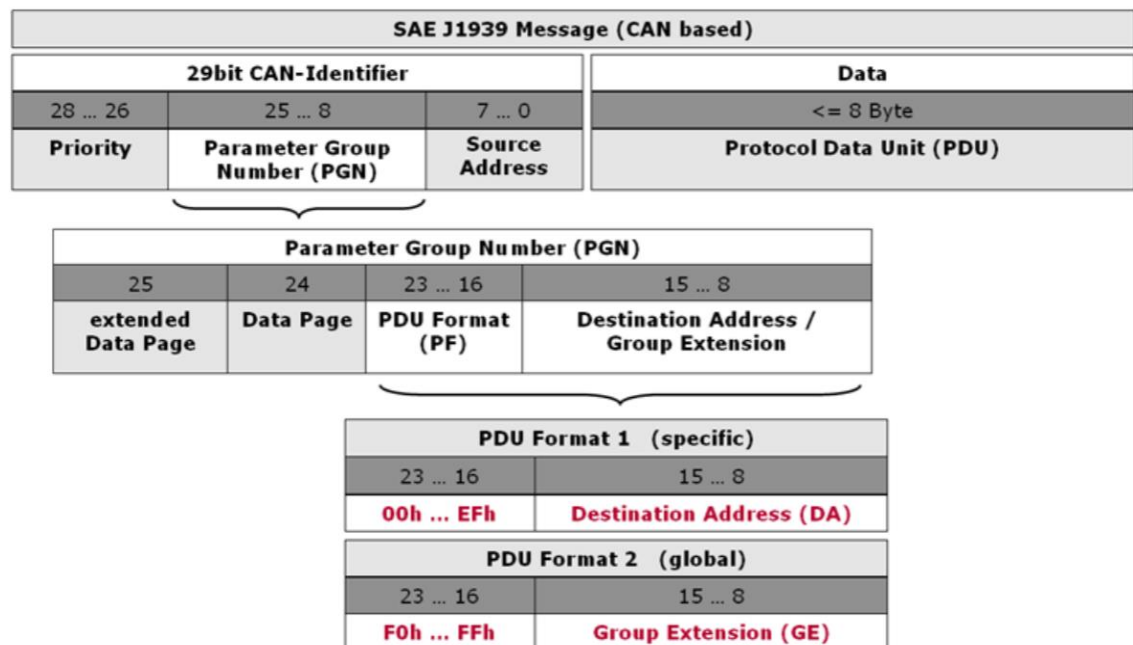 SAE J1939 Message (CAN based)
29bit CAN-Identifier
Data
28 ... 26
25 ... 8
7 ... 0
<= 8 Byte
Priority
Parameter Group
Number (PGN)
Source
Address
Protocol Data Unit (PDU)
Parameter Group Number (PGN)
25
24
23 ... 16
15 ... 8
extended
Data Page
Data Page
PDU Format
(PF)
Destination Address /
Group Extension
PDU Format 1 (specific)
23 ... 16
15 ... 8
00h ... EFh
Destination Address (DA)
PDU Format 2 (global)
23 ... 16
15 ... 8
F0h ... FFh
Group Extension (GE)